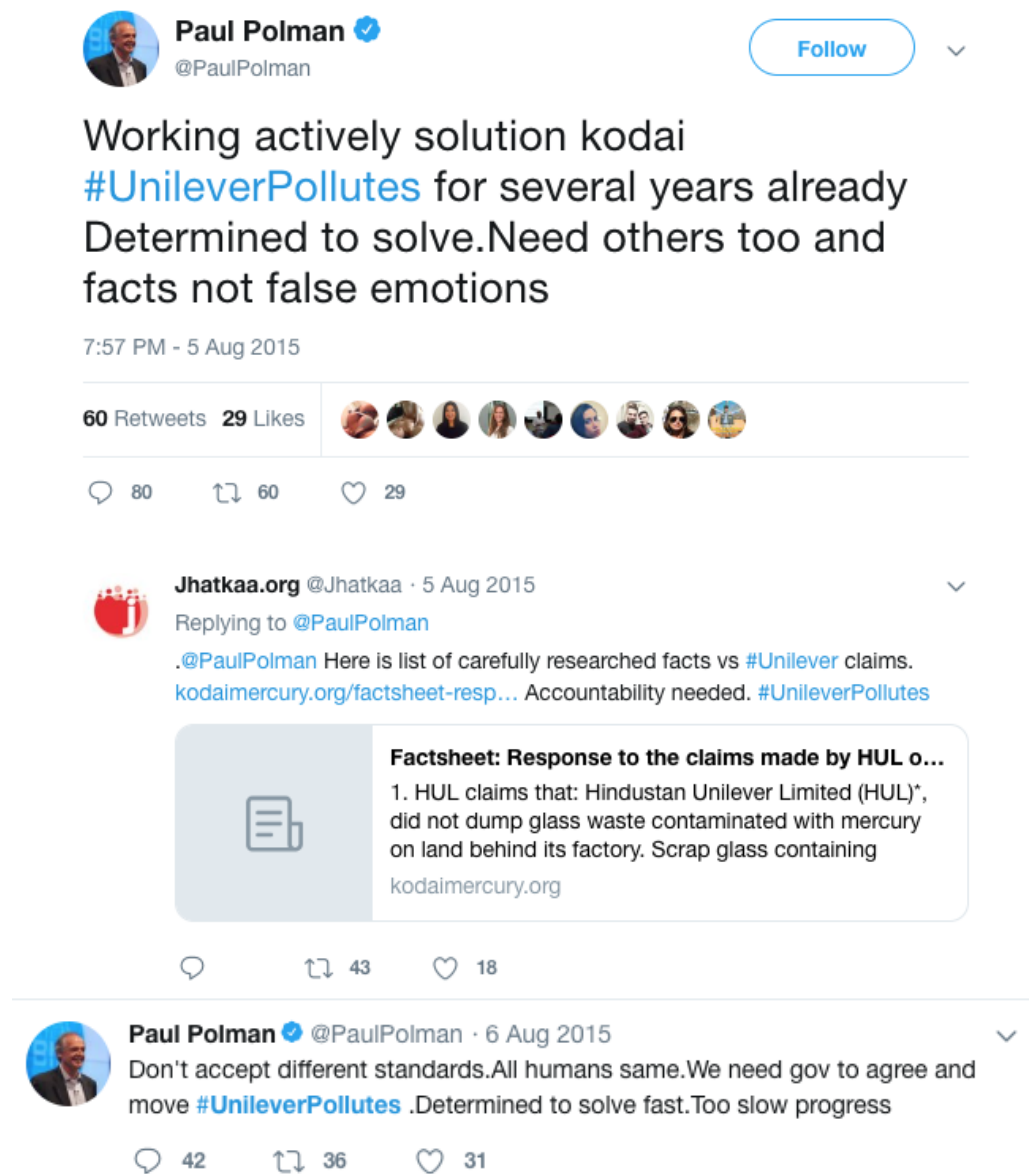 Paul Polman
@PaulPolman
Follow
Working actively solution kodai
#UnileverPollutes for several years already
Determined to solve.Need others too and
facts not false emotions
7:57 PM - 5 Aug 2015
60 Retweets 29 Likes
80 60 29
Jhatkaa.org @Jhatkaa · 5 Aug 2015
Replying to @PaulPolman
.@PaulPolman Here is list of carefully researched facts vs #Unilever claims.
kodaimercury.org/factsheet-resp... Accountability needed. #UnileverPollutes
Factsheet: Response to the claims made by HUL o...
1. HUL claims that: Hindustan Unilever Limited (HUL)*,
did not dump glass waste contaminated with mercury
on land behind its factory. Scrap glass containing
kodaimercury.org
43 18
Paul Polman @PaulPolman · 6 Aug 2015
Don't accept different standards.All humans same.We need gov to agree and
move #UnileverPollutes .Determined to solve fast.Too slow progress
42 36 31